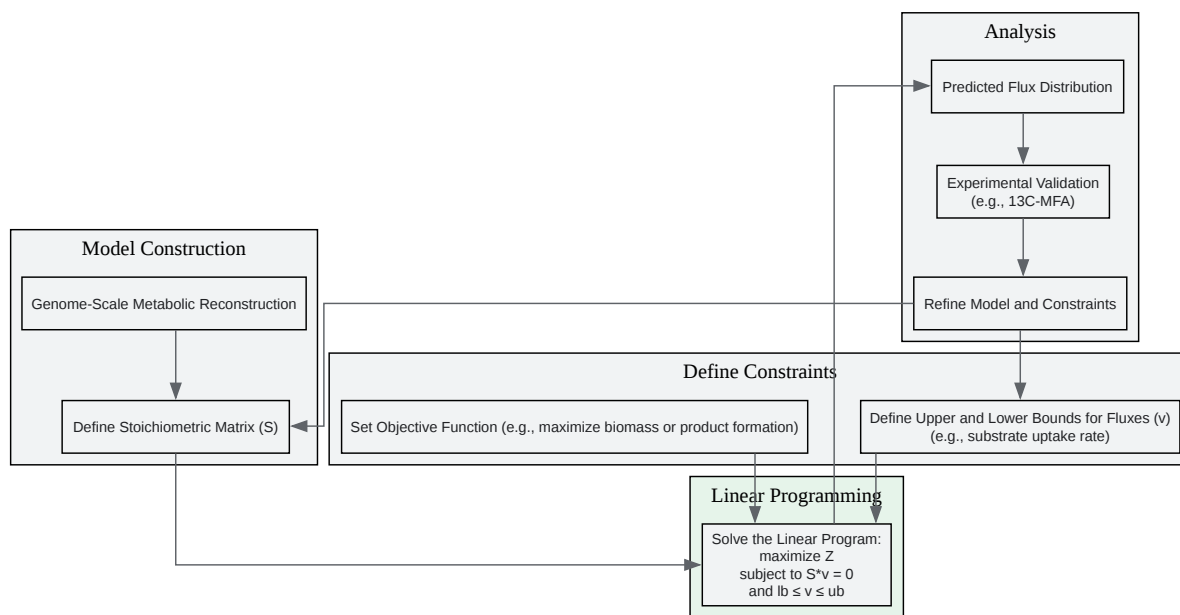 Analysis
Predicted Flux Distribution
Experimental Validation
(e.g., 13C-MFA)
Refine Model and Constraints
Model Construction
Genome-Scale Metabolic Reconstruction
Define Stoichiometric Matrix (S)
Define Constraints
Set Objective Function (e.g., maximize biomass or product formation)
Define Upper and Lower Bounds for Fluxes (v)
(e.g., substrate uptake rate)
Linear Programming
Solve the Linear Program:
maximize Z
subject to S*v = 0
and lb ≤ v ≤ ub